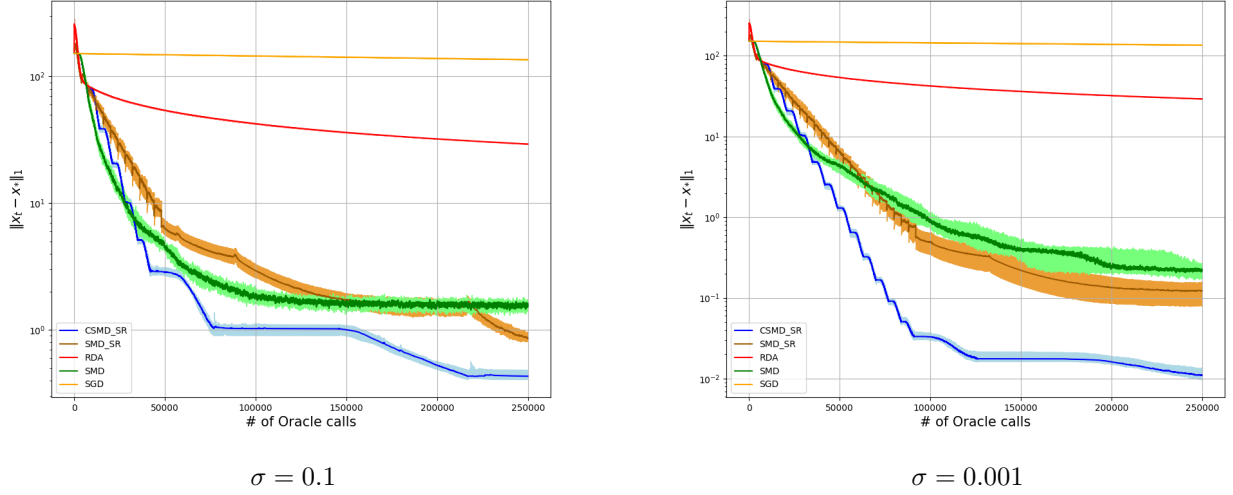 10²
10¹
10⁰
‖x_t − x_*‖₁
CSMD_SR
SMD_SR
RDA
SMD
SGD
0 50000 100000 150000 200000 250000
# of Oracle calls
σ = 0.1
10²
10¹
10⁰
10⁻¹
10⁻²
‖x_t − x_*‖₁
CSMD_SR
SMD_SR
RDA
SMD
SGD
0 50000 100000 150000 200000 250000
# of Oracle calls
σ = 0.001